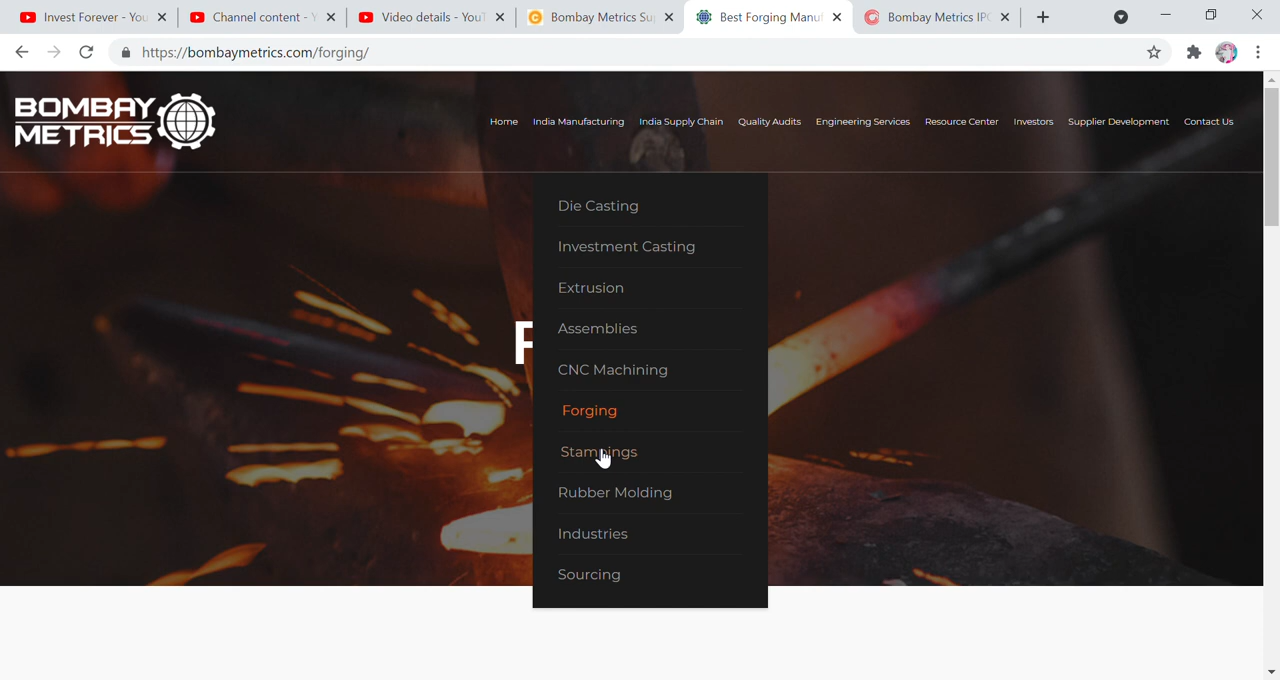 Invest Forever - You
Channel content - Y
Video details - YouT
Bombay Metrics Su
Best Forging Manu
Bombay Metrics IPO
https://bombaymetrics.com/forging/
BOMBAY
METRICS
Home India Manufacturing India Supply Chain Quality Audits Engineering Services Resource Center Investors Supplier Development Contact Us
Die Casting
Investment Casting
Extrusion
Assemblies
CNC Machining
F
Forging
Stampings
Rubber Molding
Industries
Sourcing